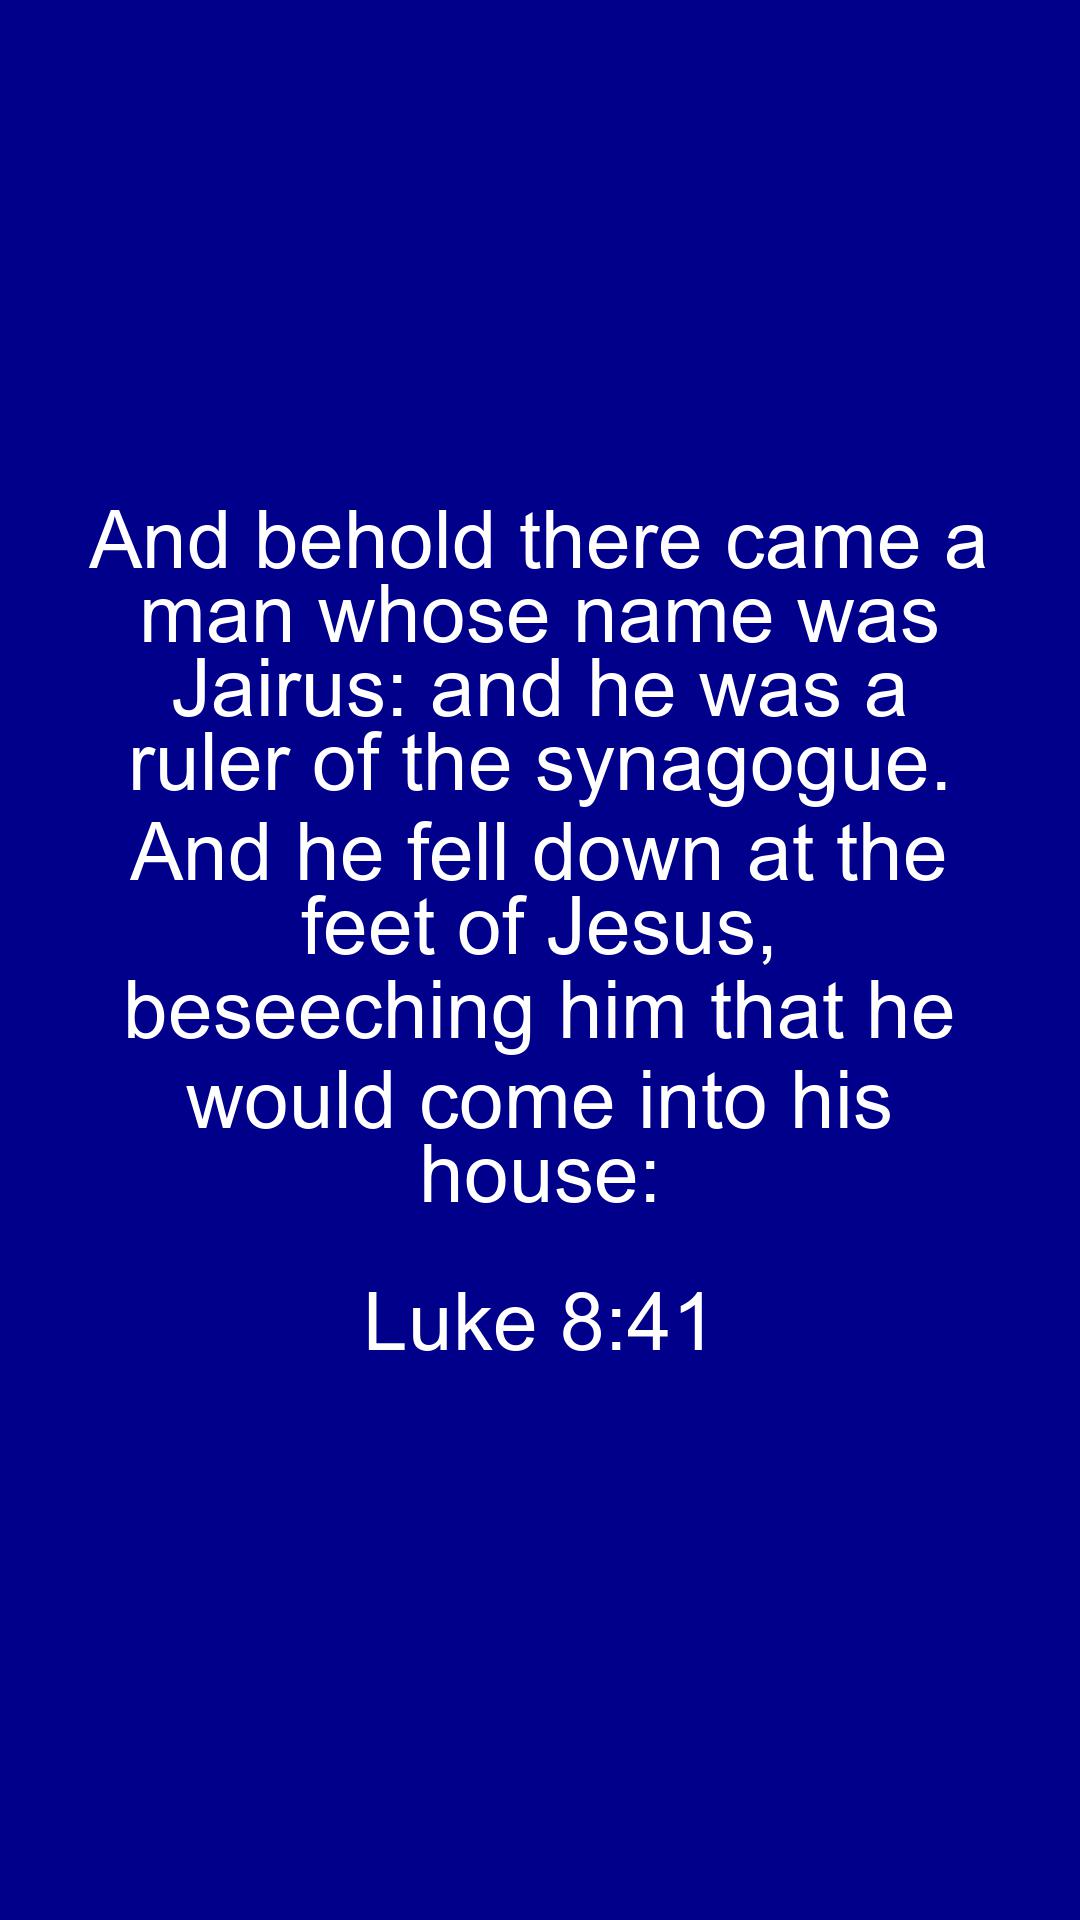 And behold there came a
man whose name was
Jairus: and he was a
ruler of the synagogue.
And he fell down at the
feet of Jesus,
beseeching him that he
would come into his
house:
Luke 8:41